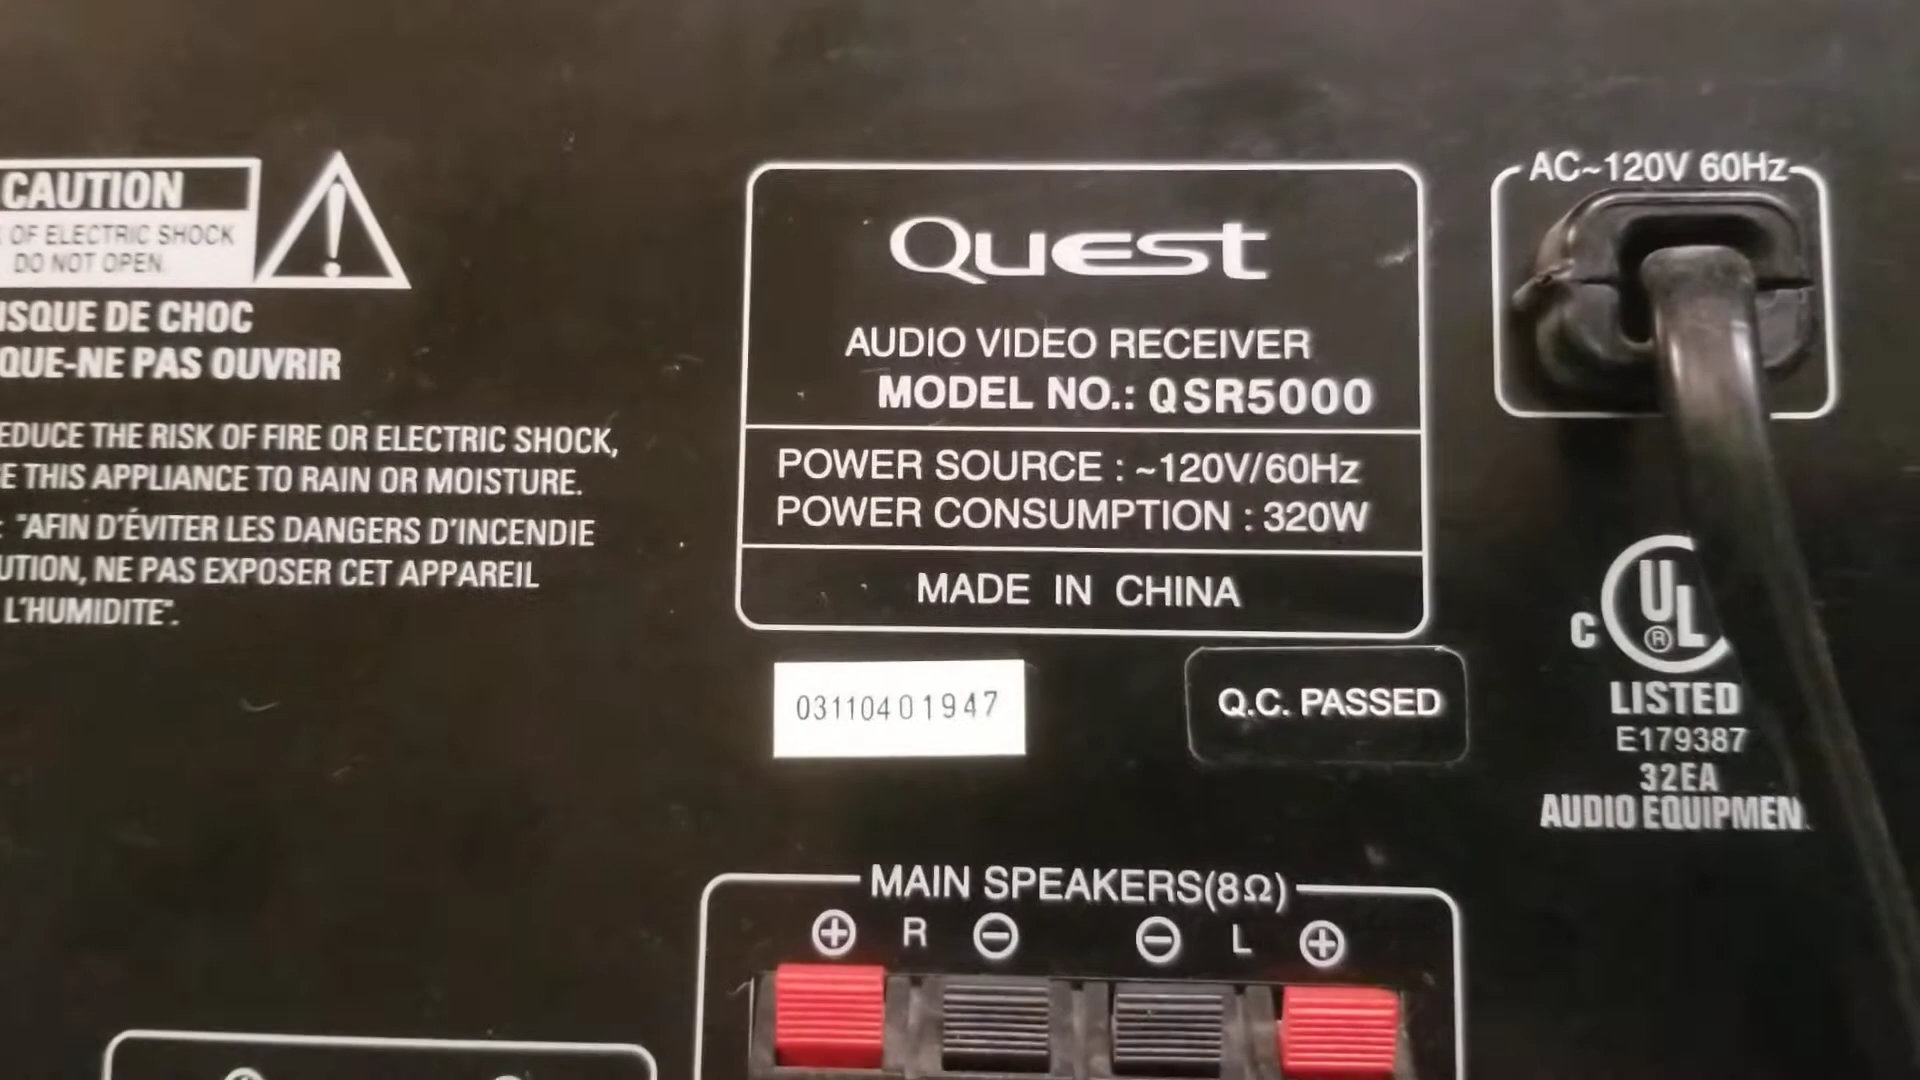 CAUTION
OF ELECTRIC SHOCK
DO NOT OPEN.
ISQUE DE CHOC
QUE-NE PAS OUVRIR
EDUCE THE RISK OF FIRE OR ELECTRIC SHOCK,
E THIS APPLIANCE TO RAIN OR MOISTURE.
: "AFIN D'ÉVITER LES DANGERS D'INCENDIE
UTION, NE PAS EXPOSER CET APPAREIL
L'HUMIDITE".
Quest
AUDIO VIDEO RECEIVER
MODEL NO.: QSR5000
POWER SOURCE : ~120V/60Hz
POWER CONSUMPTION : 320W
MADE IN CHINA
03110401947
Q.C. PASSED
AC~120V 60Hz
C UL ®
LISTED
E179387
32EA
AUDIO EQUIPMEN
MAIN SPEAKERS(8Ω)
+ R − − L +